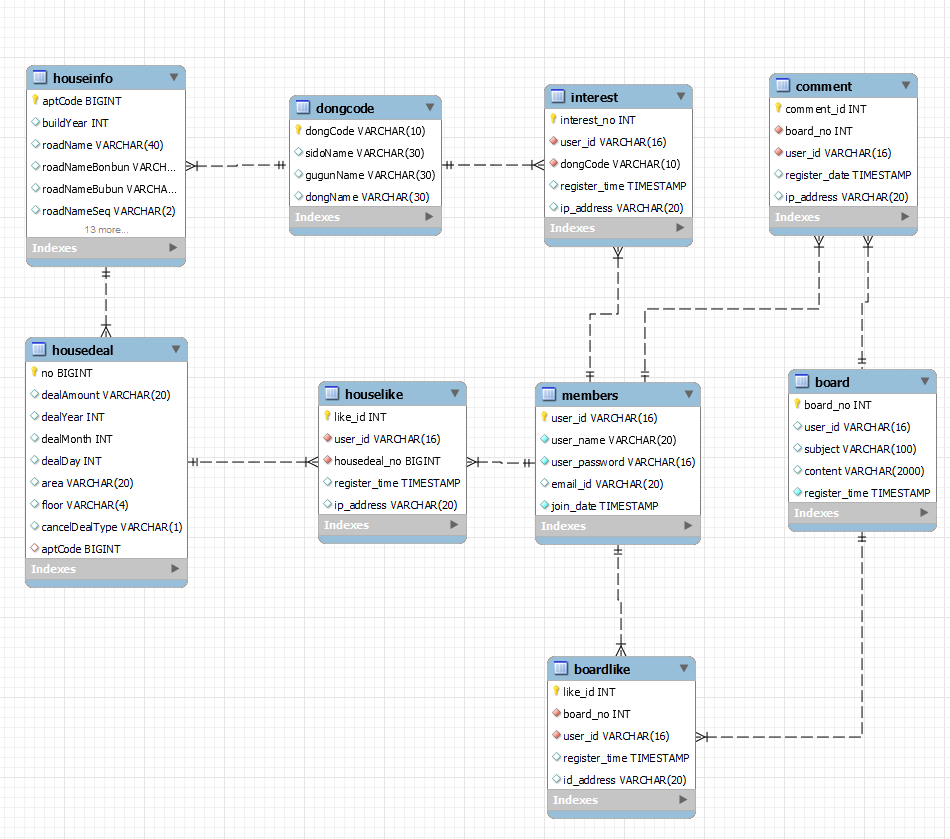 houseinfo
aptCode BIGINT
buildYear INT
roadName VARCHAR(40)
roadNameBonbun VARCH...
roadNameBubun VARCHA...
roadNameSeq VARCHAR(2)
13 more...
Indexes
dongcode
dongCode VARCHAR(10)
sidoName VARCHAR(30)
gugunName VARCHAR(30)
dongName VARCHAR(30)
Indexes
interest
interest_no INT
user_id VARCHAR(16)
dongCode VARCHAR(10)
register_time TIMESTAMP
ip_address VARCHAR(20)
Indexes
comment
comment_id INT
board_no INT
user_id VARCHAR(16)
register_date TIMESTAMP
ip_address VARCHAR(20)
Indexes
housedeal
no BIGINT
dealAmount VARCHAR(20)
dealYear INT
dealMonth INT
dealDay INT
area VARCHAR(20)
floor VARCHAR(4)
cancelDealType VARCHAR(1)
aptCode BIGINT
Indexes
houselike
like_id INT
user_id VARCHAR(16)
housedeal_no BIGINT
register_time TIMESTAMP
ip_address VARCHAR(20)
Indexes
members
user_id VARCHAR(16)
user_name VARCHAR(20)
user_password VARCHAR(16)
email_id VARCHAR(20)
join_date TIMESTAMP
Indexes
board
board_no INT
user_id VARCHAR(16)
subject VARCHAR(100)
content VARCHAR(2000)
register_time TIMESTAMP
Indexes
boardlike
like_id INT
board_no INT
user_id VARCHAR(16)
register_time TIMESTAMP
id_address VARCHAR(20)
Indexes